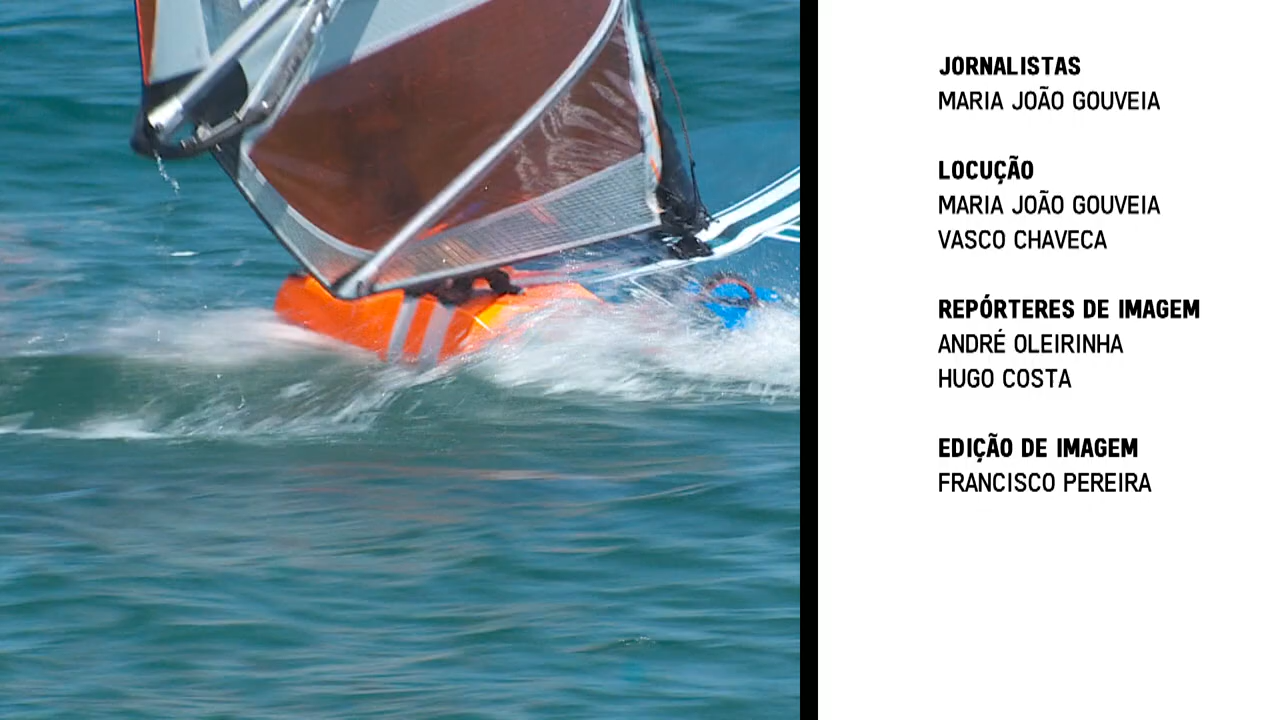 JORNALISTAS
MARIA JOÃO GOUVEIA
LOCUÇÃO
MARIA JOÃO GOUVEIA
VASCO CHAVECA
REPÓRTERES DE IMAGEM
ANDRÉ OLEIRINHA
HUGO COSTA
EDIÇÃO DE IMAGEM
FRANCISCO PEREIRA